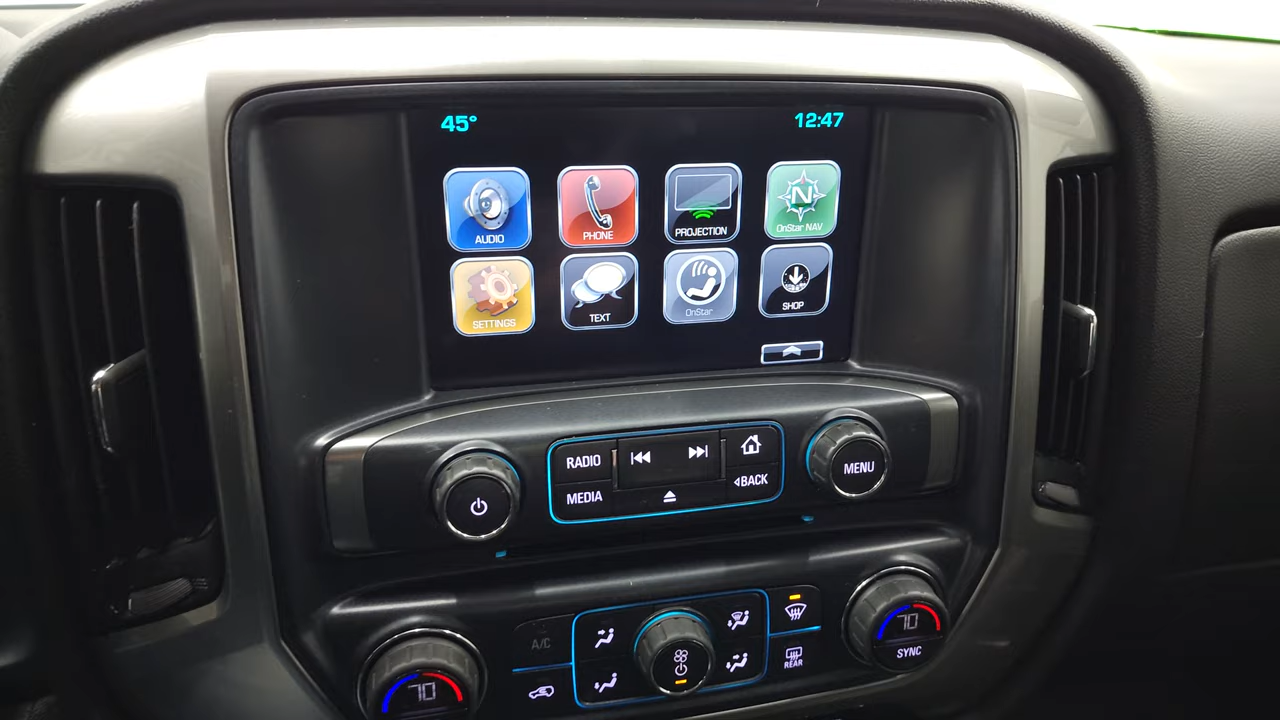 45° 12:47
AUDIO PHONE PROJECTION N OnStar NAV
SETTINGS TEXT OnStar SHOP
RADIO
MEDIA BACK
MENU
A/C
REAR
70
70
SYNC